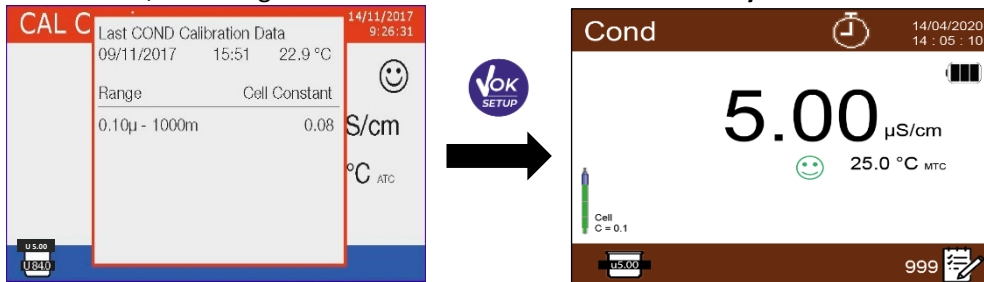 CAL C
14/11/2017
9:26:31
Last COND Calibration Data
09/11/2017 15:51 22.9 °C
Range Cell Constant
0.10µ - 1000m 0.08
S/cm
°C ATC
U 5.00
U84.0
OK
SETUP
Cond
14/04/2020
14 : 05 : 10
5.00 µS/cm
25.0 °C MTC
Cell
C = 0.1
u5.00
999